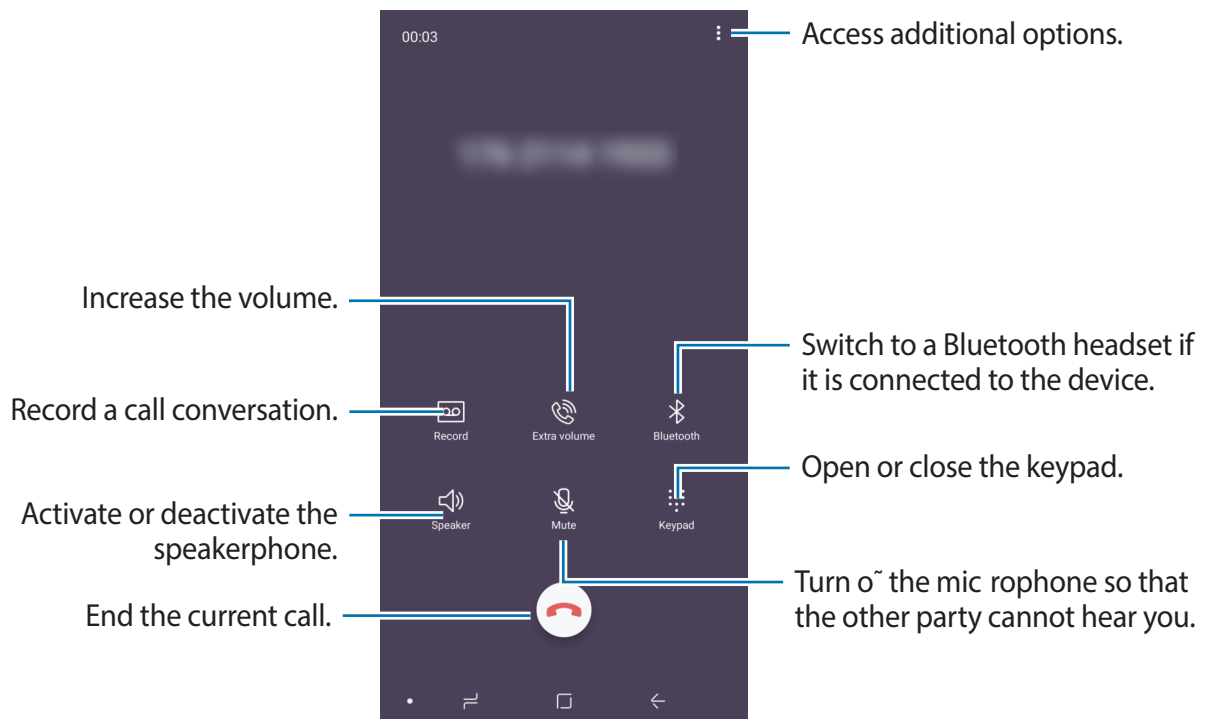 00:03
Access additional options.
Increase the volume.
Switch to a Bluetooth headset if
it is connected to the device.
Record a call conversation.
Record
Extra volume
Bluetooth
Open or close the keypad.
Activate or deactivate the
speakerphone.
Speaker
Mute
Keypad
Turn o˜ the mic rophone so that
the other party cannot hear you.
End the current call.